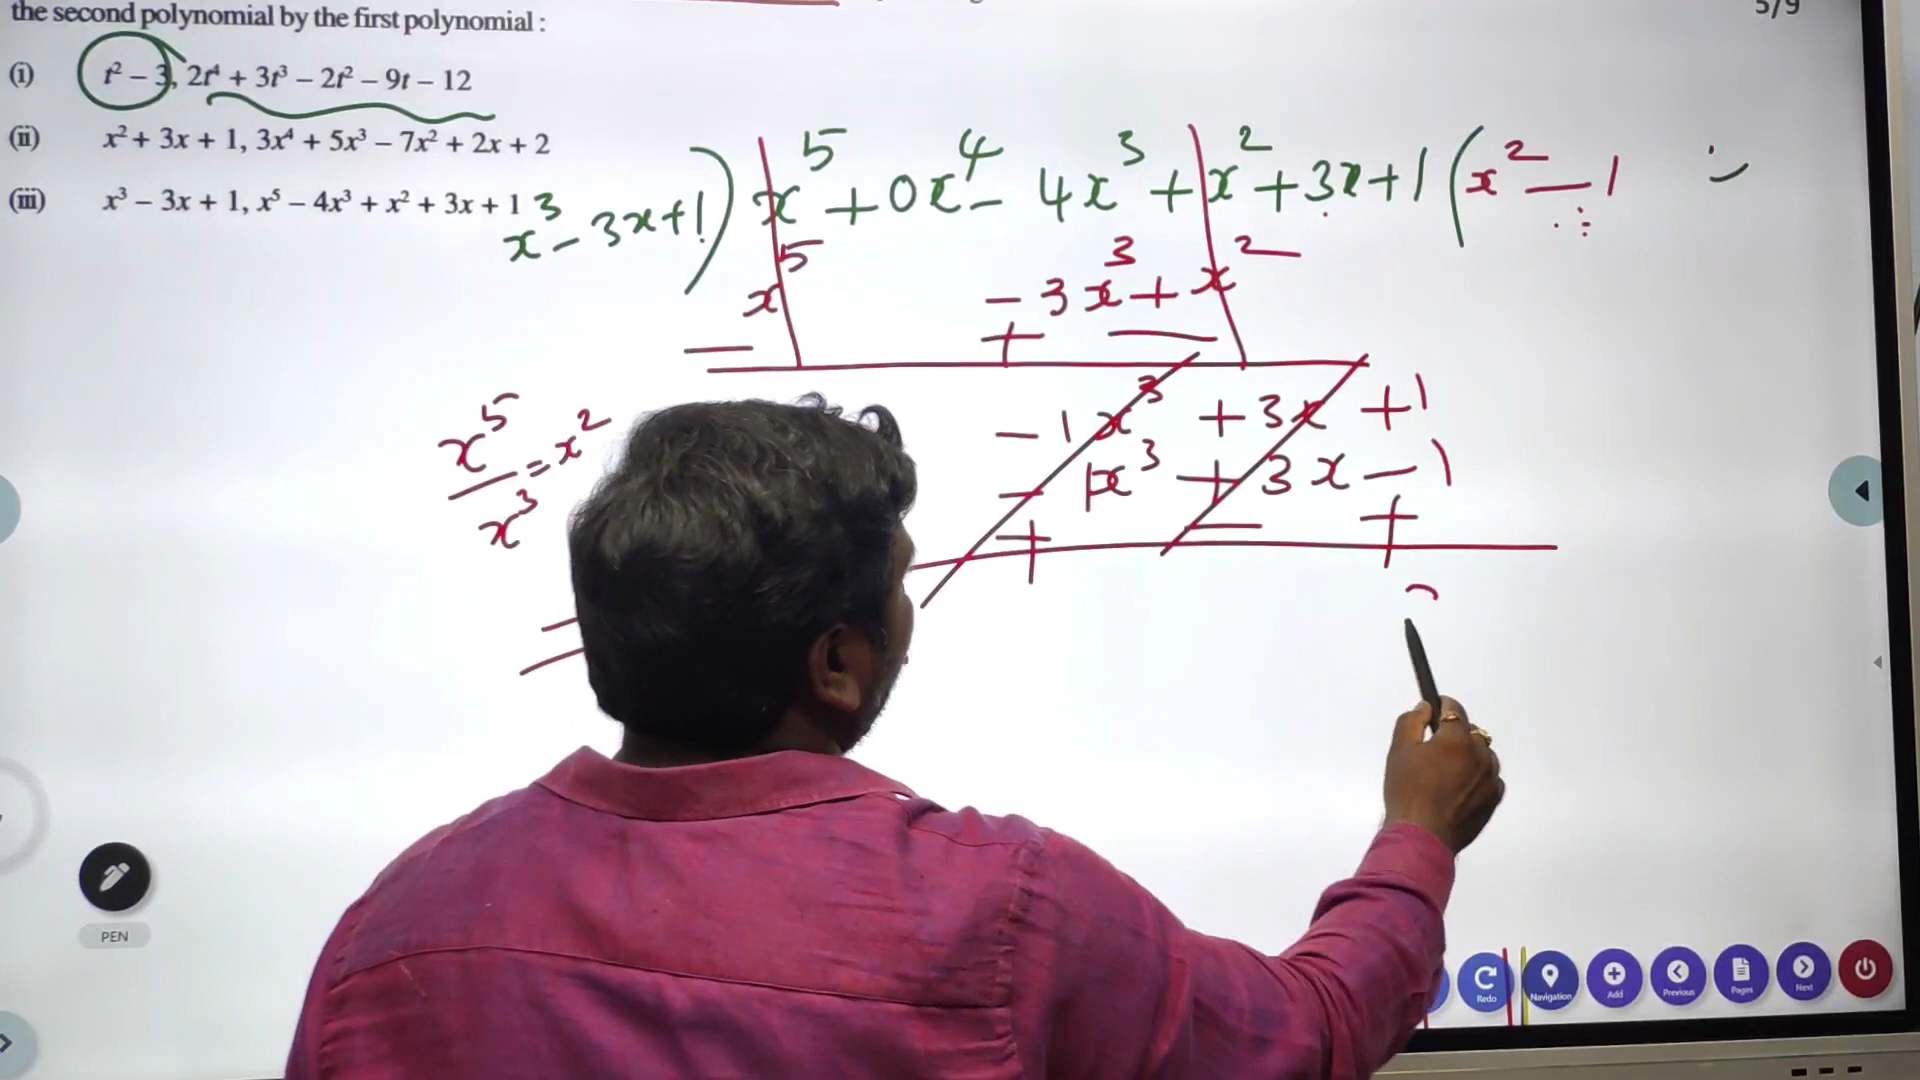 the second polynomial by the first polynomial :
5/9
(i) t² – 3, 2t⁴ + 3t³ – 2t² – 9t – 12
(ii) x² + 3x + 1, 3x⁴ + 5x³ – 7x² + 2x + 2
(iii) x³ – 3x + 1, x⁵ – 4x³ + x² + 3x + 1
x³ – 3x + 1 ) x⁵ + 0x⁴ – 4x³ + x² + 3x + 1 ( x² – 1
x⁵ – 3x³ + x²
– + –
– 1x³ + 3x + 1
– 1x³ + 3x – 1
+ – +
x⁵/x³ = x²
PEN
Redo
Navigation
Add
Previous
Pages
Next